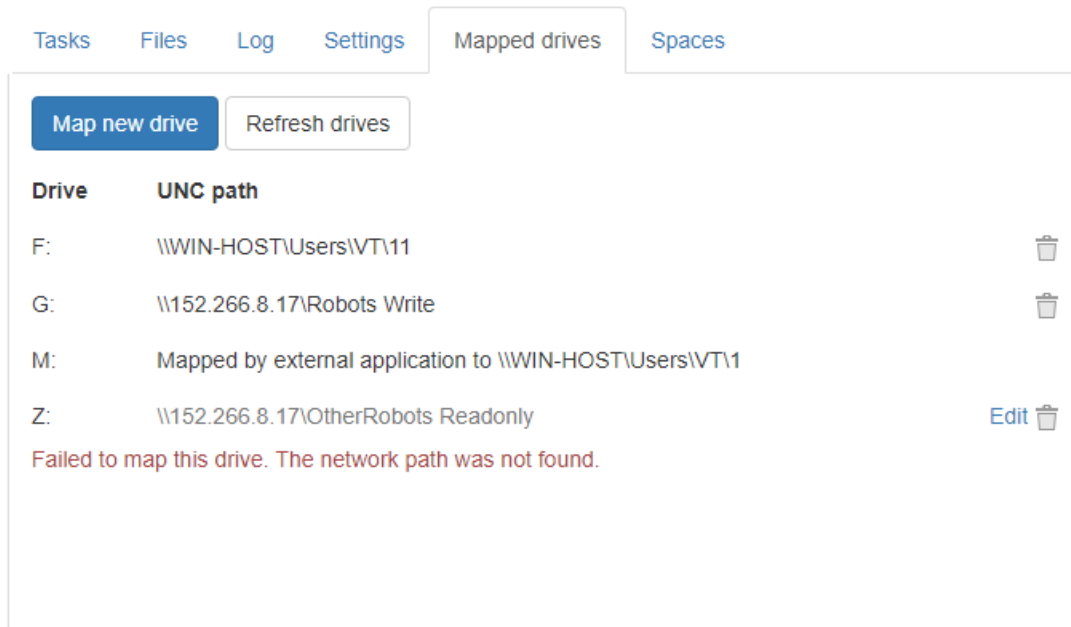 Tasks Files Log Settings Mapped drives Spaces
Map new drive Refresh drives
Drive UNC path
F: \\WIN-HOST\Users\VT\11
G: \\152.266.8.17\Robots Write
M: Mapped by external application to \\WIN-HOST\Users\VT\1
Z: \\152.266.8.17\OtherRobots Readonly Edit
Failed to map this drive. The network path was not found.